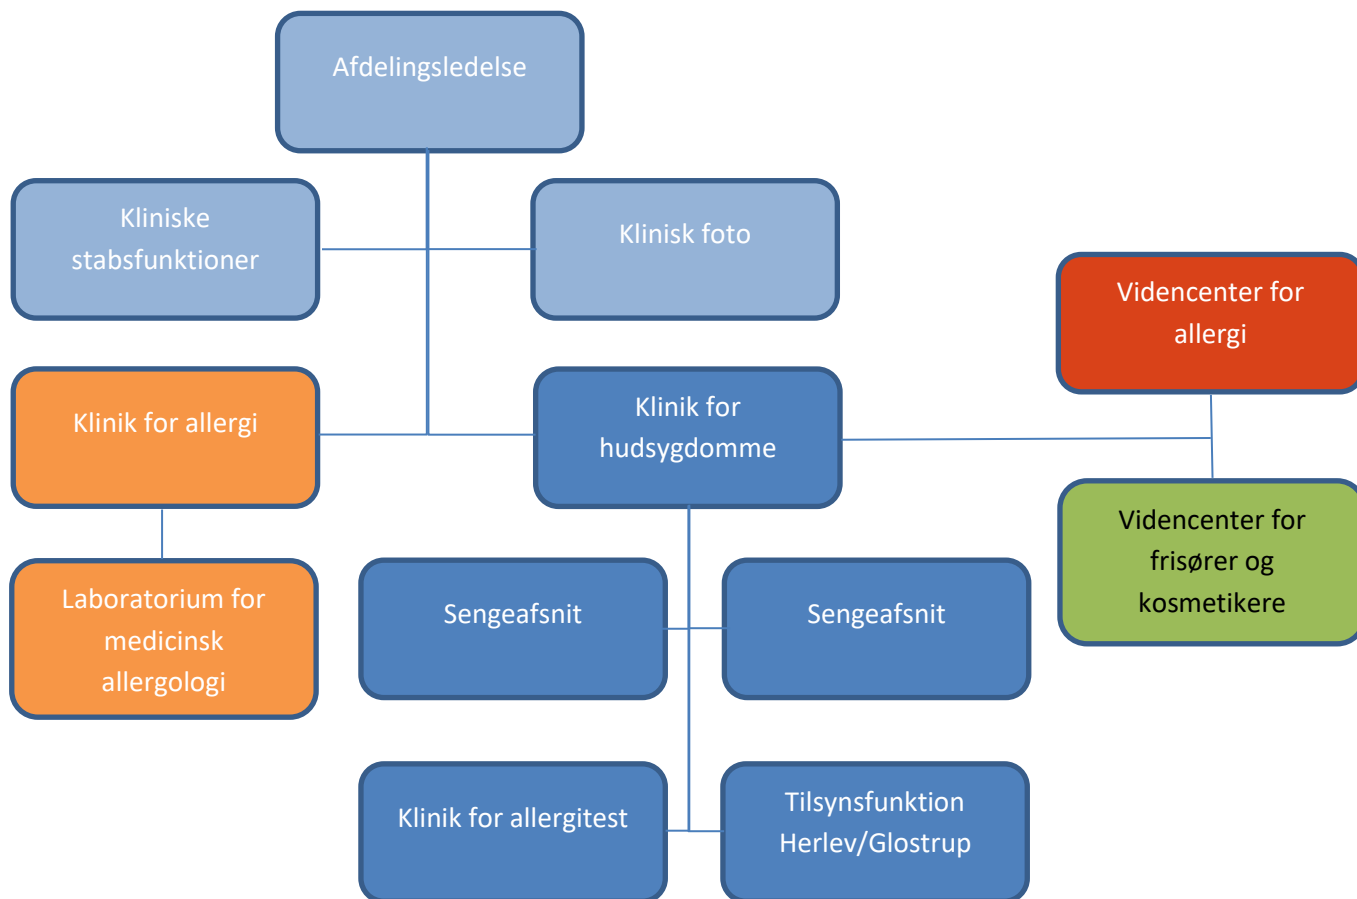 Afdelingsledelse
Kliniske
stabsfunktioner
Klinisk foto
Videncenter for
allergi
Klinik for allergi
Klinik for
hudsygdomme
Videncenter for
frisører og
kosmetikere
Laboratorium for
medicinsk
allergologi
Sengeafsnit
Sengeafsnit
Klinik for allergitest
Tilsynsfunktion
Herlev/Glostrup